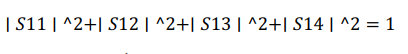 | S11 | ^2+| S12 | ^2+| S13 | ^2+| S14 | ^2 = 1